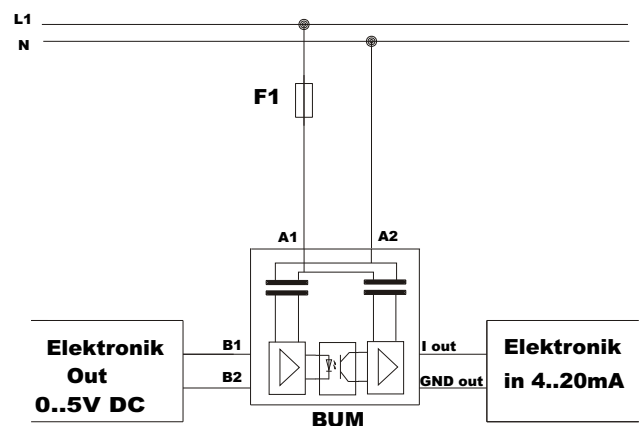 L1
N
F1
A1 A2
B1
B2
I out
GND out
Elektronik
Out
0..5V DC
Elektronik
in 4..20mA
BUM